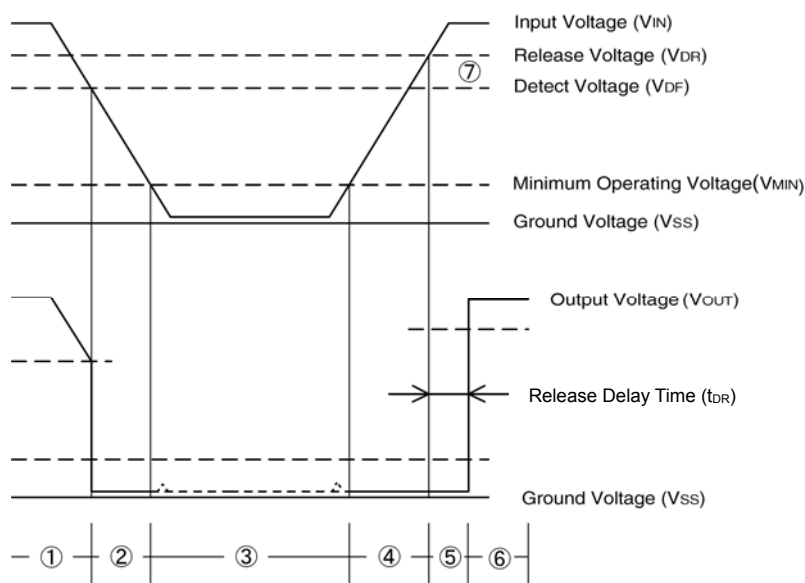 Input Voltage (VIN)
Release Voltage (VDR)
⑦
Detect Voltage (VDF)
Minimum Operating Voltage(VMIN)
Ground Voltage (VSS)
Output Voltage (VOUT)
Release Delay Time (tDR)
Ground Voltage (VSS)
① ② ③ ④ ⑤ ⑥